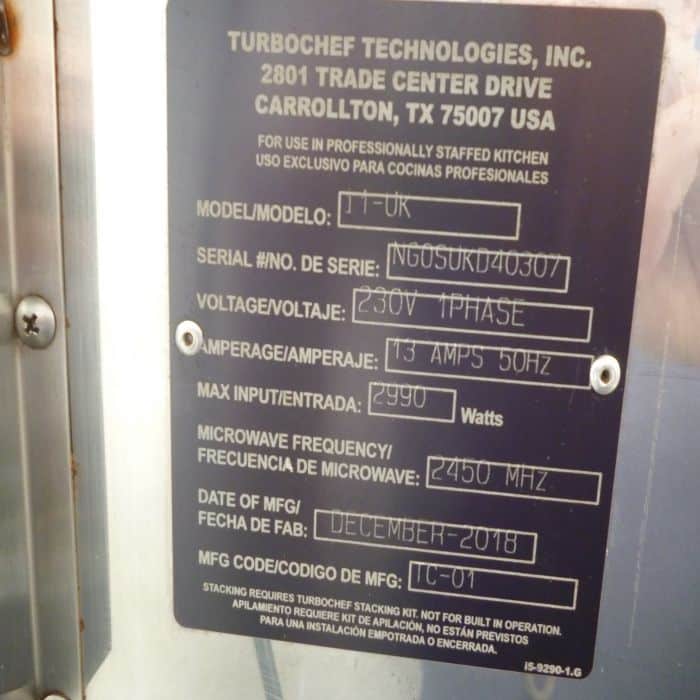 TURBOCHEF TECHNOLOGIES, INC.
2801 TRADE CENTER DRIVE
CARROLLTON, TX 75007 USA
FOR USE IN PROFESSIONALLY STAFFED KITCHEN
USO EXCLUSIVO PARA COCINAS PROFESIONALES
MODEL/MODELO: I1-UK
SERIAL #/NO. DE SERIE: NGOSUKD40307
VOLTAGE/VOLTAJE: 230V 1PHASE
AMPERAGE/AMPERAJE: 13 AMPS 50Hz
MAX INPUT/ENTRADA: 2990 Watts
MICROWAVE FREQUENCY/
FRECUENCIA DE MICROWAVE: 2450 MHz
DATE OF MFG/
FECHA DE FAB: DECEMBER-2018
MFG CODE/CODIGO DE MFG: TC-01
STACKING REQUIRES TURBOCHEF STACKING KIT. NOT FOR BUILT IN OPERATION.
APILAMIENTO REQUIERE KIT DE APILACIÓN, NO ESTÁN PREVISTOS
PARA UNA INSTALACIÓN EMPOTRADA O ENCERRADA.
I5-9290-1.G